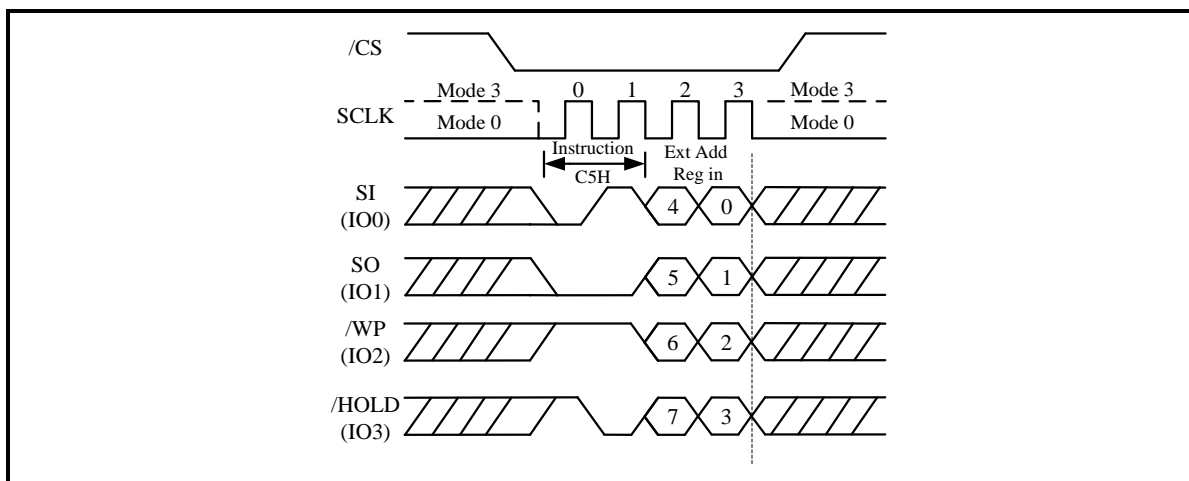 /CS
Mode 3 0 1 2 3 Mode 3
SCLK
Mode 0 Mode 0
Instruction Ext Add
C5H Reg in
SI
(IO0) 4 0
SO
(IO1) 5 1
/WP
(IO2) 6 2
/HOLD
(IO3) 7 3